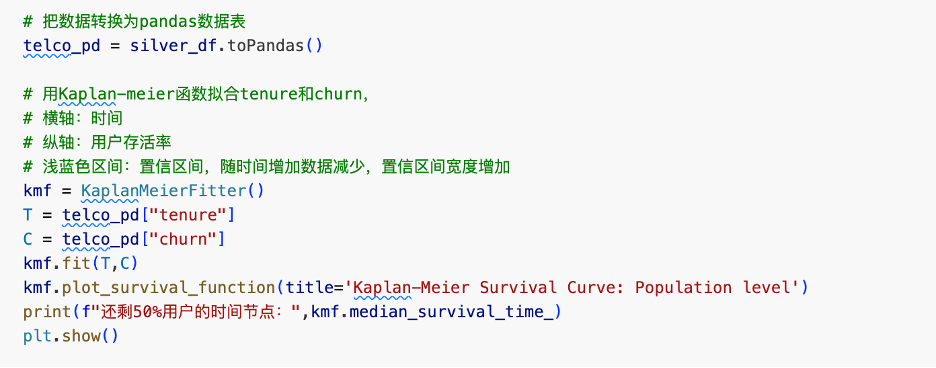 # 把数据转换为pandas数据表
telco_pd = silver_df.toPandas()
# 用Kaplan-meier函数拟合tenure和churn，
# 横轴：时间
# 纵轴：用户存活率
# 浅蓝色区间：置信区间，随时间增加数据减少，置信区间宽度增加
kmf = KaplanMeierFitter()
T = telco_pd["tenure"]
C = telco_pd["churn"]
kmf.fit(T,C)
kmf.plot_survival_function(title='Kaplan-Meier Survival Curve: Population level')
print(f"还剩50%用户的时间节点：",kmf.median_survival_time_)
plt.show()